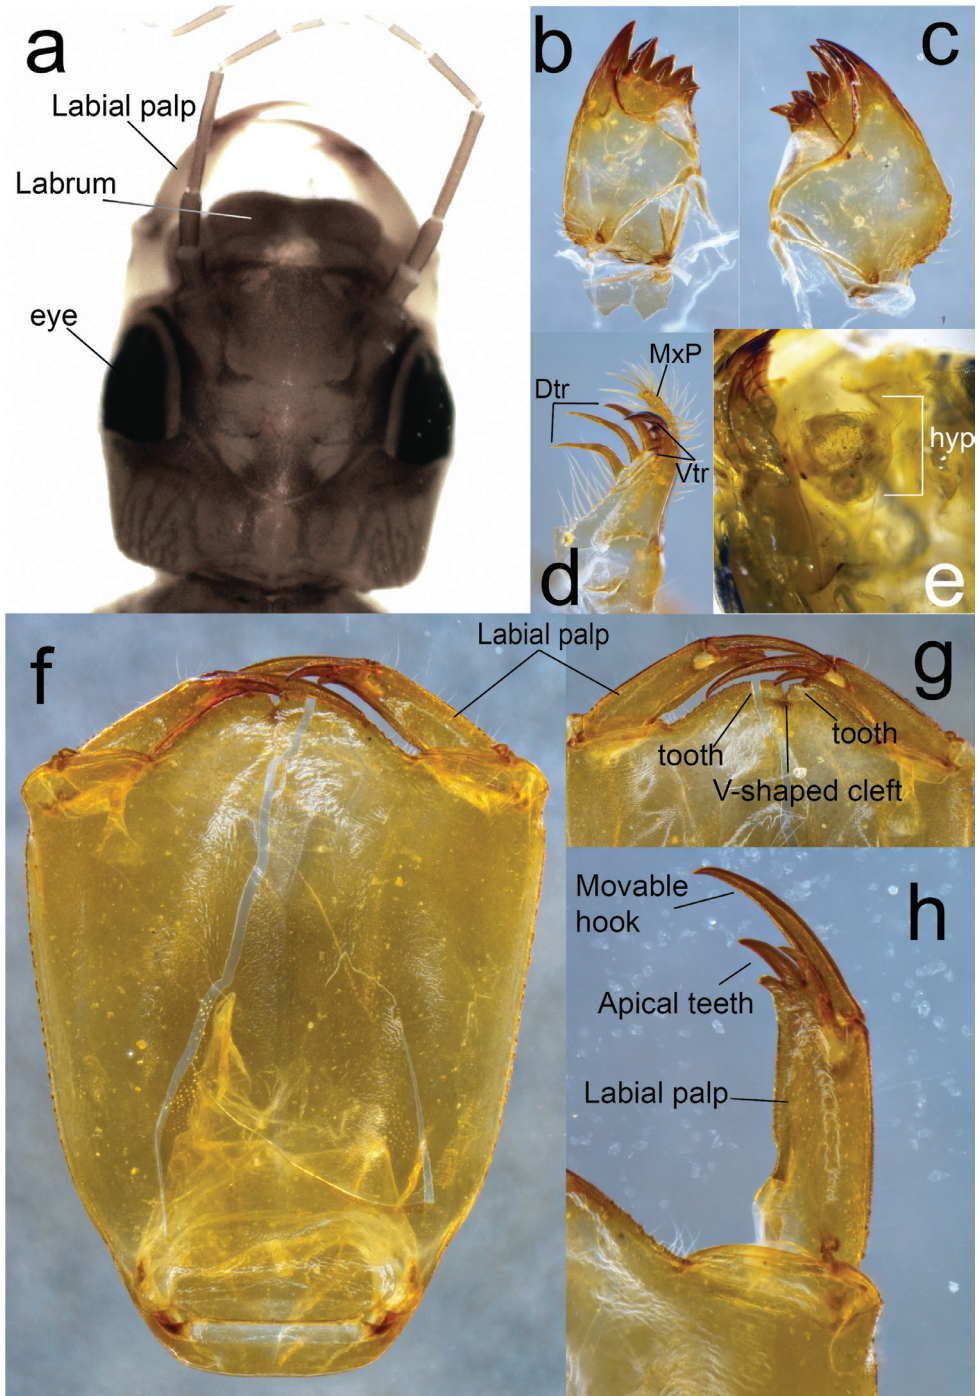 a
Labial palp
Labrum
eye
b
c
MxP
Dtr
Vtr
d
hyp
e
f
Labial palp
g
tooth
tooth
V-shaped cleft
Movable
hook
h
Apical teeth
Labial palp